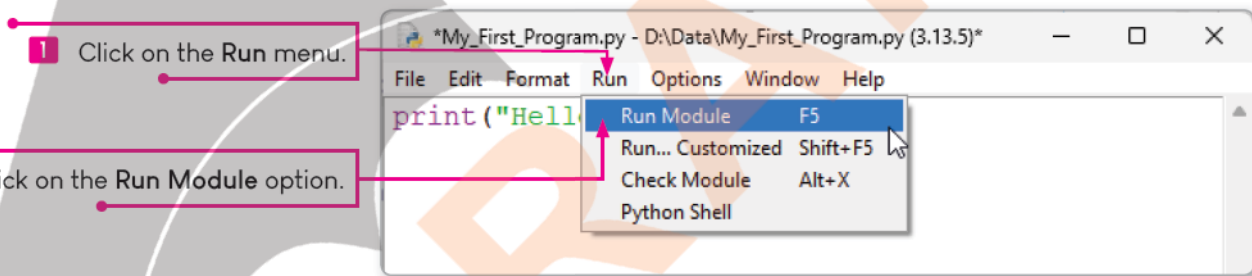 1 Click on the Run menu.
*My_First_Program.py - D:\Data\My_First_Program.py (3.13.5)*
File Edit Format Run Options Window Help
print("Hell
Run Module F5
Run... Customized Shift+F5
Check Module Alt+X
Python Shell
ick on the Run Module option.